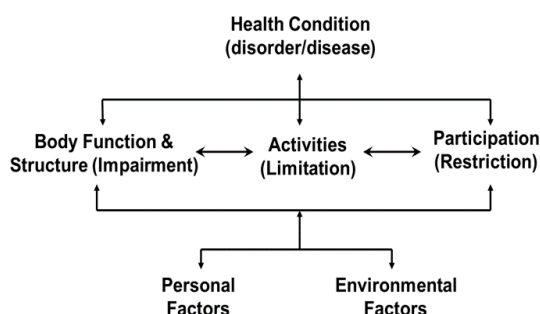 Health Condition
(disorder/disease)
Body Function &
Structure (Impairment)
Activities
(Limitation)
Participation
(Restriction)
Personal
Factors
Environmental
Factors